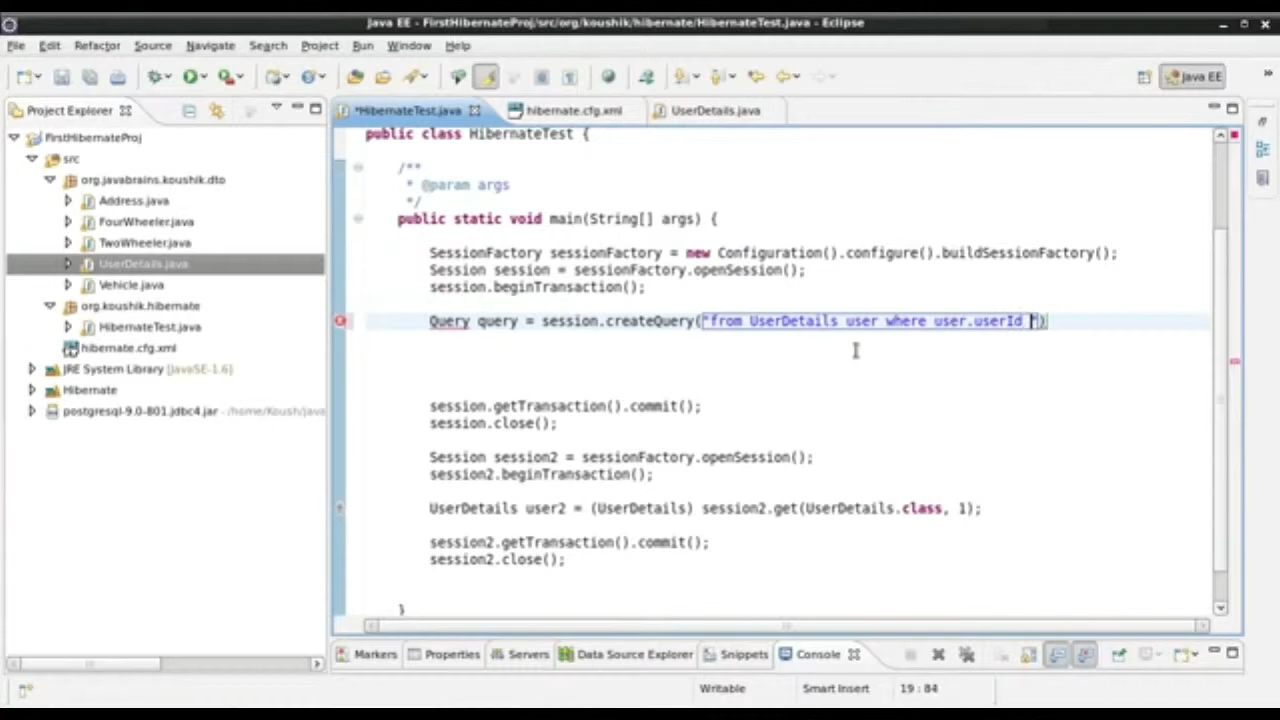 Java EE - FirstHibernateProj/src/org/koushik/hibernate/HibernateTest.java - Eclipse
File Edit Refactor Source Navigate Search Project Run Window Help
Java EE
Project Explorer
*HibernateTest.java hibernate.cfg.xml UserDetails.java
FirstHibernateProj
src
org.javabrains.koushik.dto
Address.java
FourWheeler.java
TwoWheeler.java
UserDetails.java
Vehicle.java
org.koushik.hibernate
HibernateTest.java
hibernate.cfg.xml
JRE System Library [JavaSE-1.6]
Hibernate
postgresql-9.0-801.jdbc4.jar - /home/Koush/java
public class HibernateTest {
/**
* @param args
*/
public static void main(String[] args) {
SessionFactory sessionFactory = new Configuration().configure().buildSessionFactory();
Session session = sessionFactory.openSession();
session.beginTransaction();
Query query = session.createQuery("from UserDetails user where user.userId ")
session.getTransaction().commit();
session.close();
Session session2 = sessionFactory.openSession();
session2.beginTransaction();
UserDetails user2 = (UserDetails) session2.get(UserDetails.class, 1);
session2.getTransaction().commit();
session2.close();
}
Markers Properties Servers Data Source Explorer Snippets Console
Writable Smart Insert 19 : 84